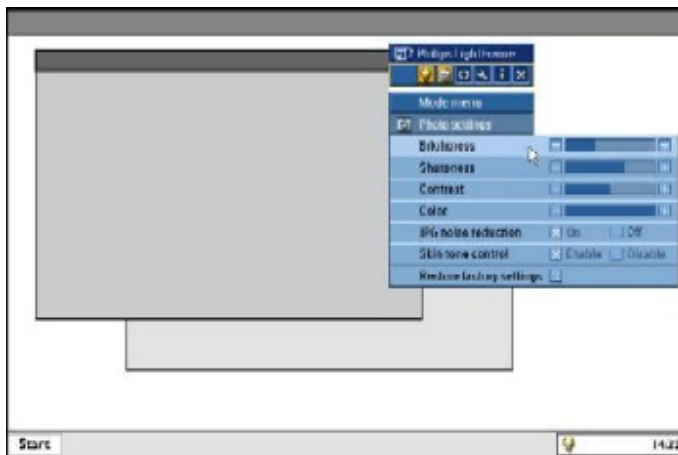 Philips LightFrame
Mode menu
Photo settings
Brightness
Sharpness
Contrast
Color
JPG noise reduction On Off
Skin tone control Enable Disable
Restore factory settings
Start 14:22